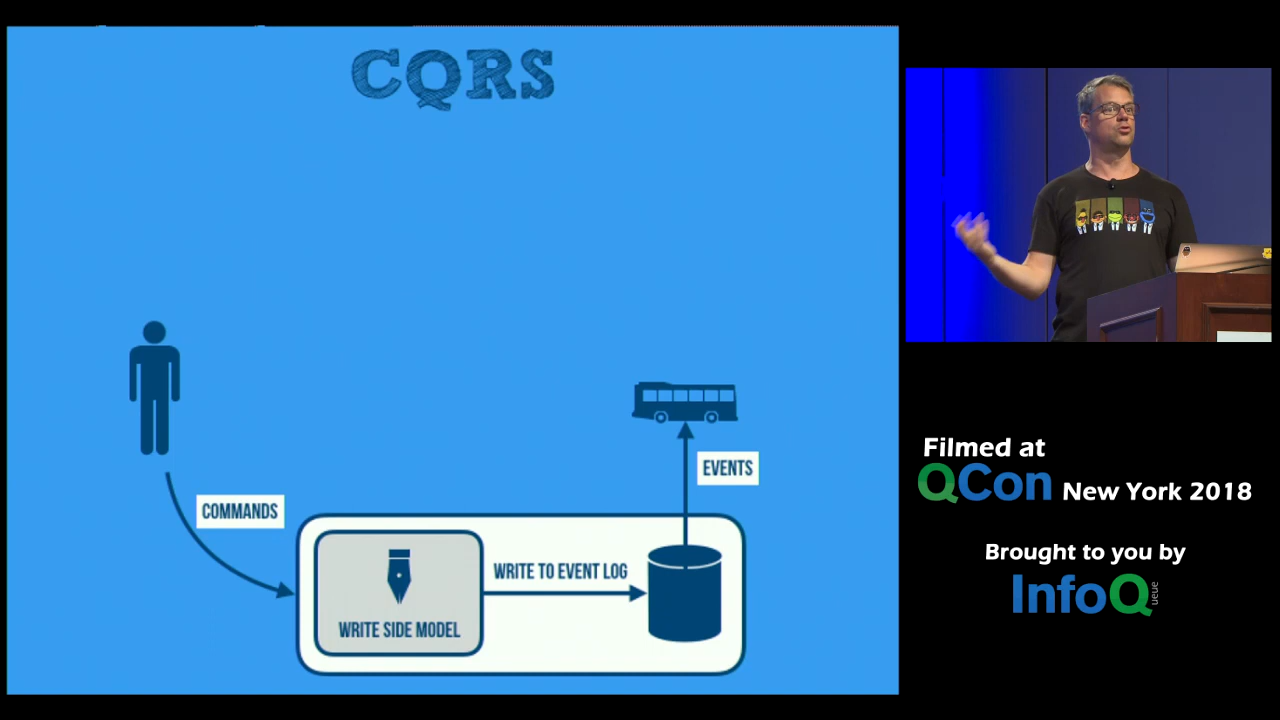 CQRS
COMMANDS
EVENTS
WRITE TO EVENT LOG
WRITE SIDE MODEL
Filmed at
QCon New York 2018
Brought to you by
InfoQueue